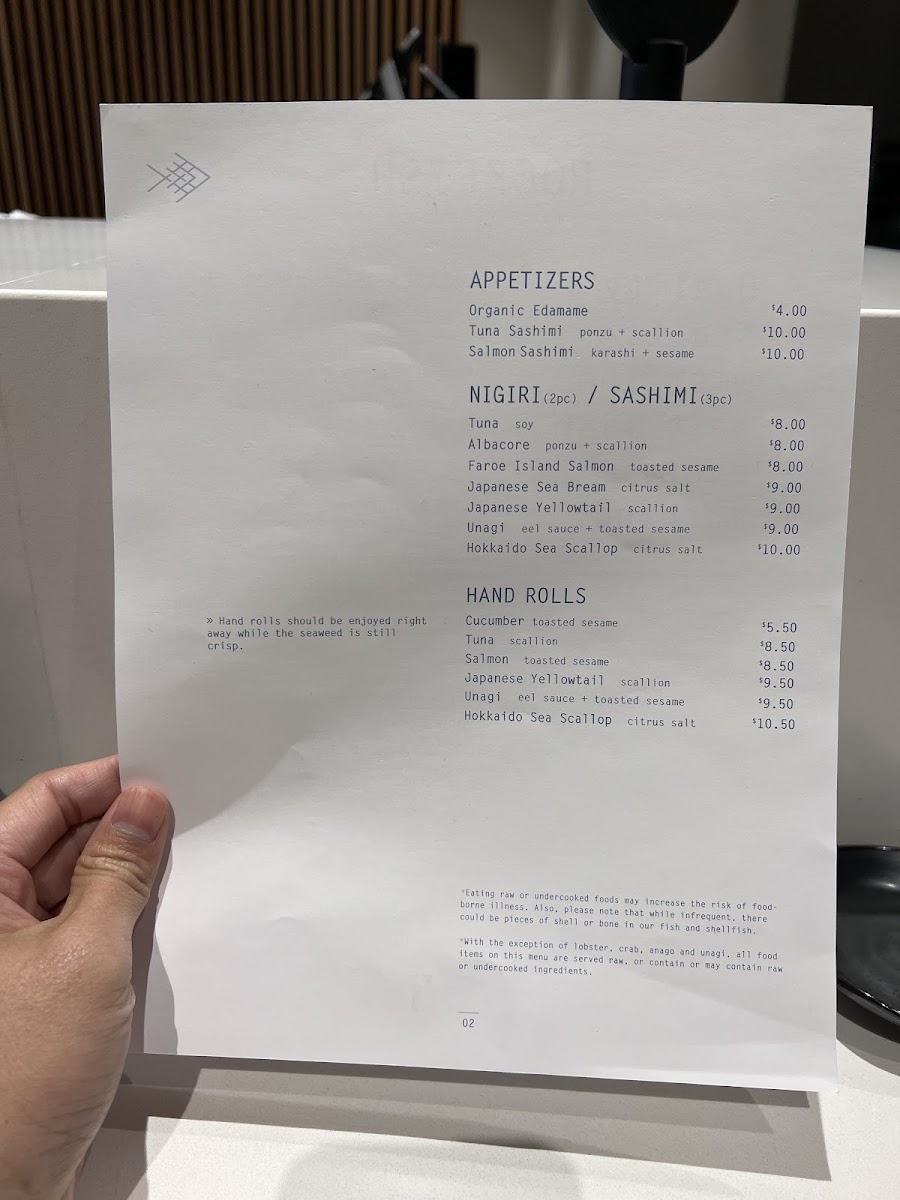 APPETIZERS
Organic Edamame $4.00
Tuna Sashimi ponzu + scallion $10.00
Salmon Sashimi karashi + sesame $10.00
NIGIRI(2pc) / SASHIMI(3pc)
Tuna soy $8.00
Albacore ponzu + scallion $8.00
Faroe Island Salmon toasted sesame $8.00
Japanese Sea Bream citrus salt $9.00
Japanese Yellowtail scallion $9.00
Unagi eel sauce + toasted sesame $9.00
Hokkaido Sea Scallop citrus salt $10.00
» Hand rolls should be enjoyed right
away while the seaweed is still
crisp.
HAND ROLLS
Cucumber toasted sesame $5.50
Tuna scallion $8.50
Salmon toasted sesame $8.50
Japanese Yellowtail scallion $9.50
Unagi eel sauce + toasted sesame $9.50
Hokkaido Sea Scallop citrus salt $10.50
*Eating raw or undercooked foods may increase the risk of food-
borne illness. Also, please note that while infrequent, there
could be pieces of shell or bone in our fish and shellfish.
*With the exception of lobster, crab, anago and unagi, all food
items on this menu are served raw, or contain or may contain raw
or undercooked ingredients.
02